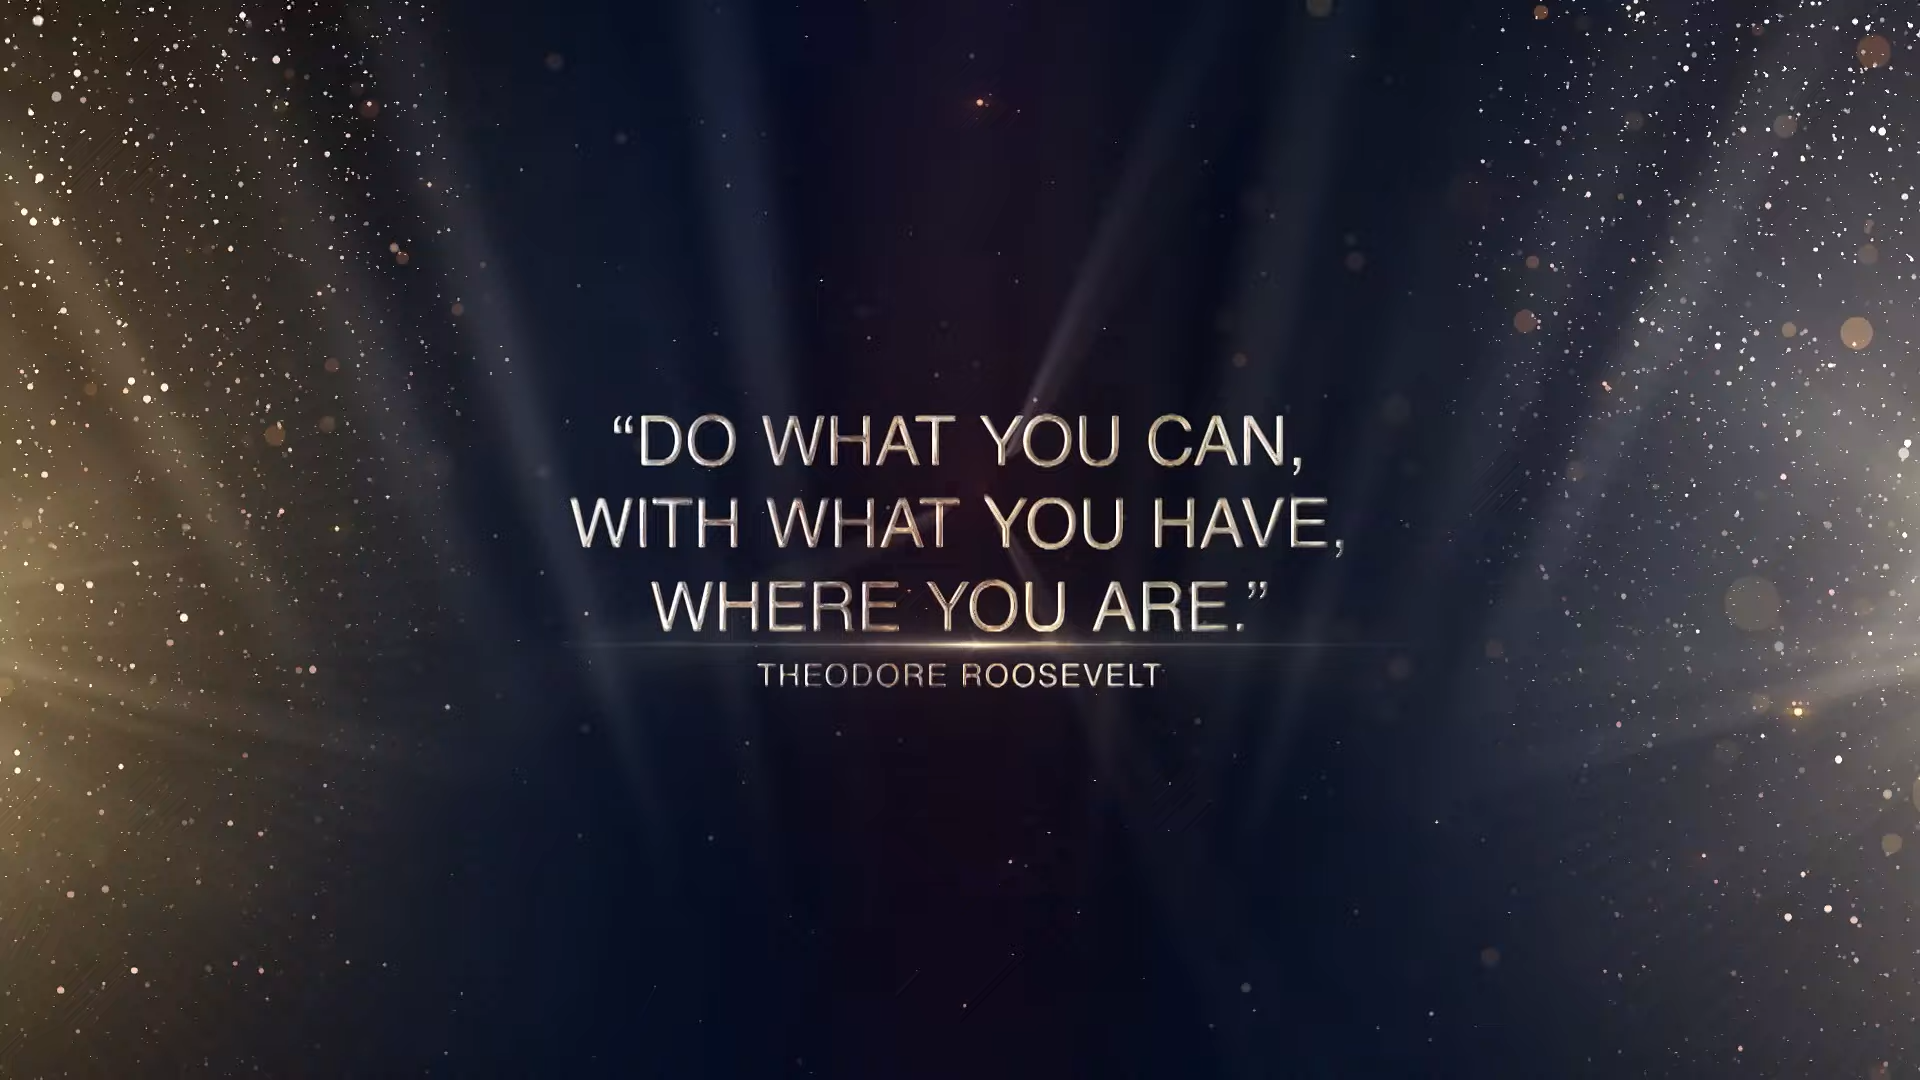 “DO WHAT YOU CAN,
WITH WHAT YOU HAVE,
WHERE YOU ARE.”
THEODORE ROOSEVELT